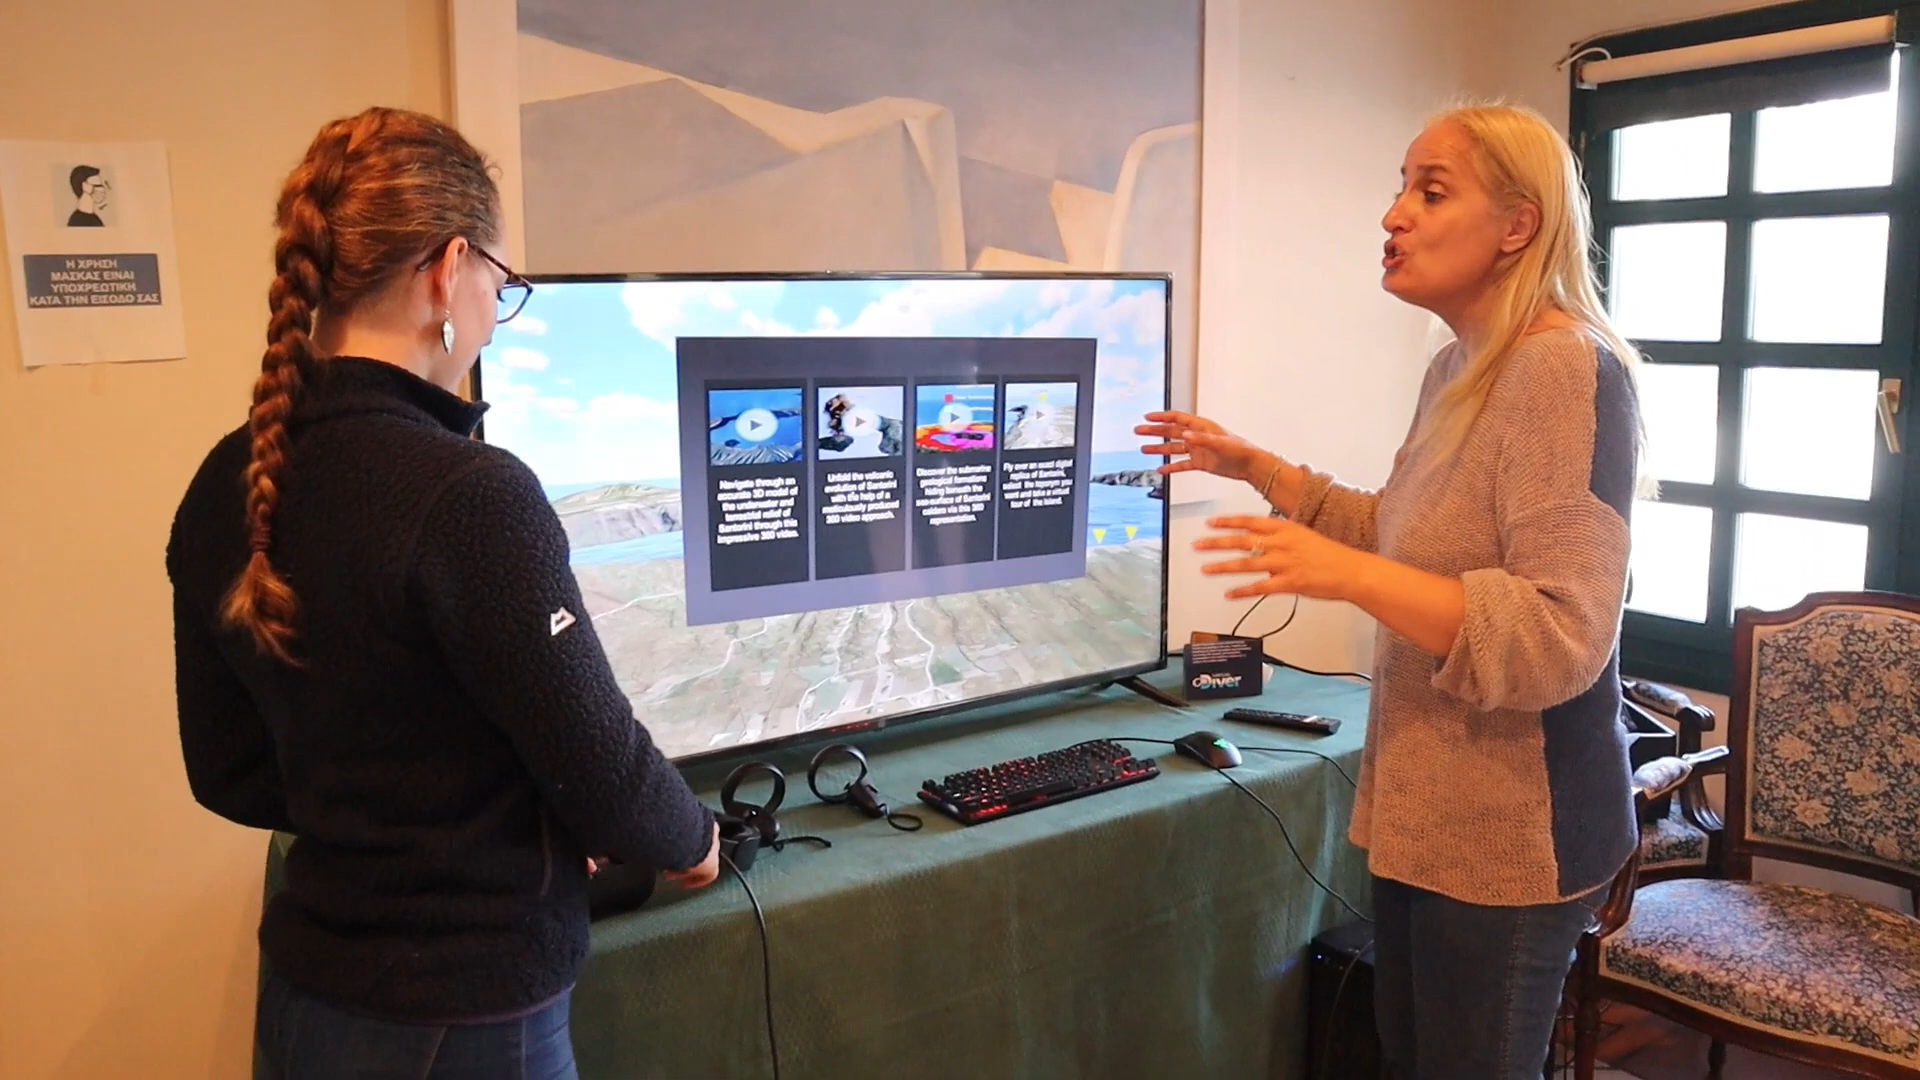 Η ΧΡΗΣΗ
ΜΑΣΚΑΣ ΕΙΝΑΙ
ΥΠΟΧΡΕΩΤΙΚΗ
ΚΑΤΑ ΤΗΝ ΕΙΣΟΔΟ ΣΑΣ
Navigate through an
accurate 3D model of
the underwater and
terrestrial relief of
Santorini through this
impressive 360 video.
Unfold the volcanic
evolution of Santorini
with the help of a
meticulously produced
360 video approach.
Discover the submarine
geological formations
hiding beneath the
sea-surface of Santorini
caldera via this 360
representation.
Fly over an exact digital
replica of Santorini,
select the toponym you
want and take a virtual
tour of the island.
Diver